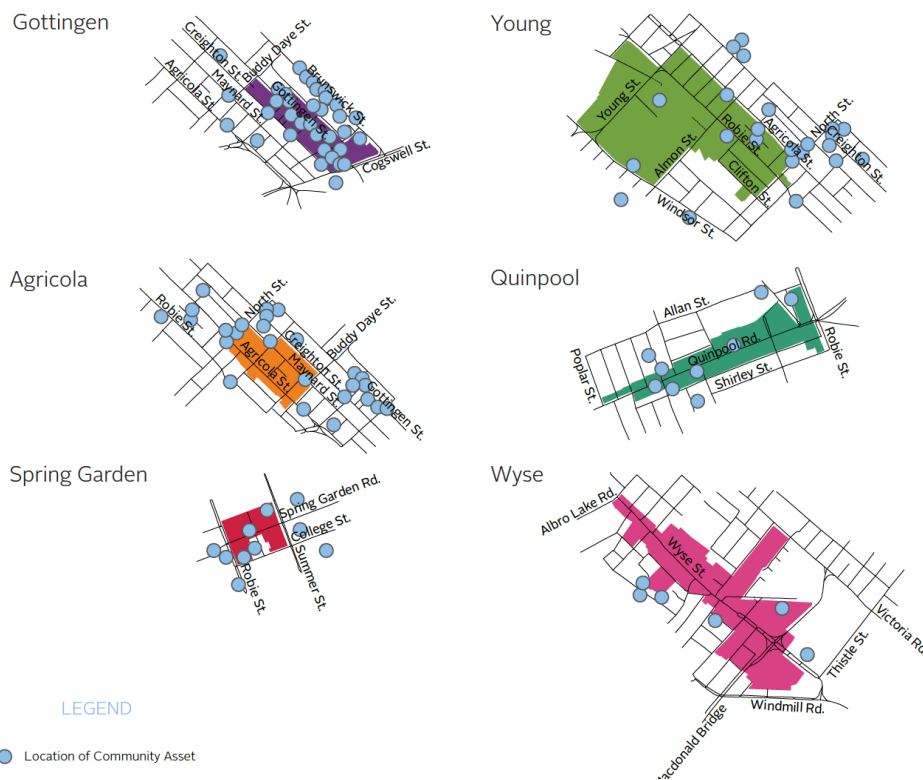 Gottingen
Creighton St.
Buddy Daye St.
Agricola St.
Maynard St.
Brunswick St.
Gottingen St.
Cogswell St.
Young
Young St.
Almon St.
Robie St.
Agricola St.
North St.
Creighton St.
Clifton St.
Windsor St.
Agricola
Robie St.
North St.
Buddy Daye St.
Creighton St.
Maynard St.
Agricola St.
Gottingen St.
Quinpool
Allan St.
Poplar St.
Quinpool Rd.
Shirley St.
Robie St.
Spring Garden
Spring Garden Rd.
College St.
Robie St.
Summer St.
Wyse
Albro Lake Rd.
Wyse St.
Victoria Rd
Thistle St.
Windmill Rd.
Macdonald Bridge
LEGEND
Location of Community Asset